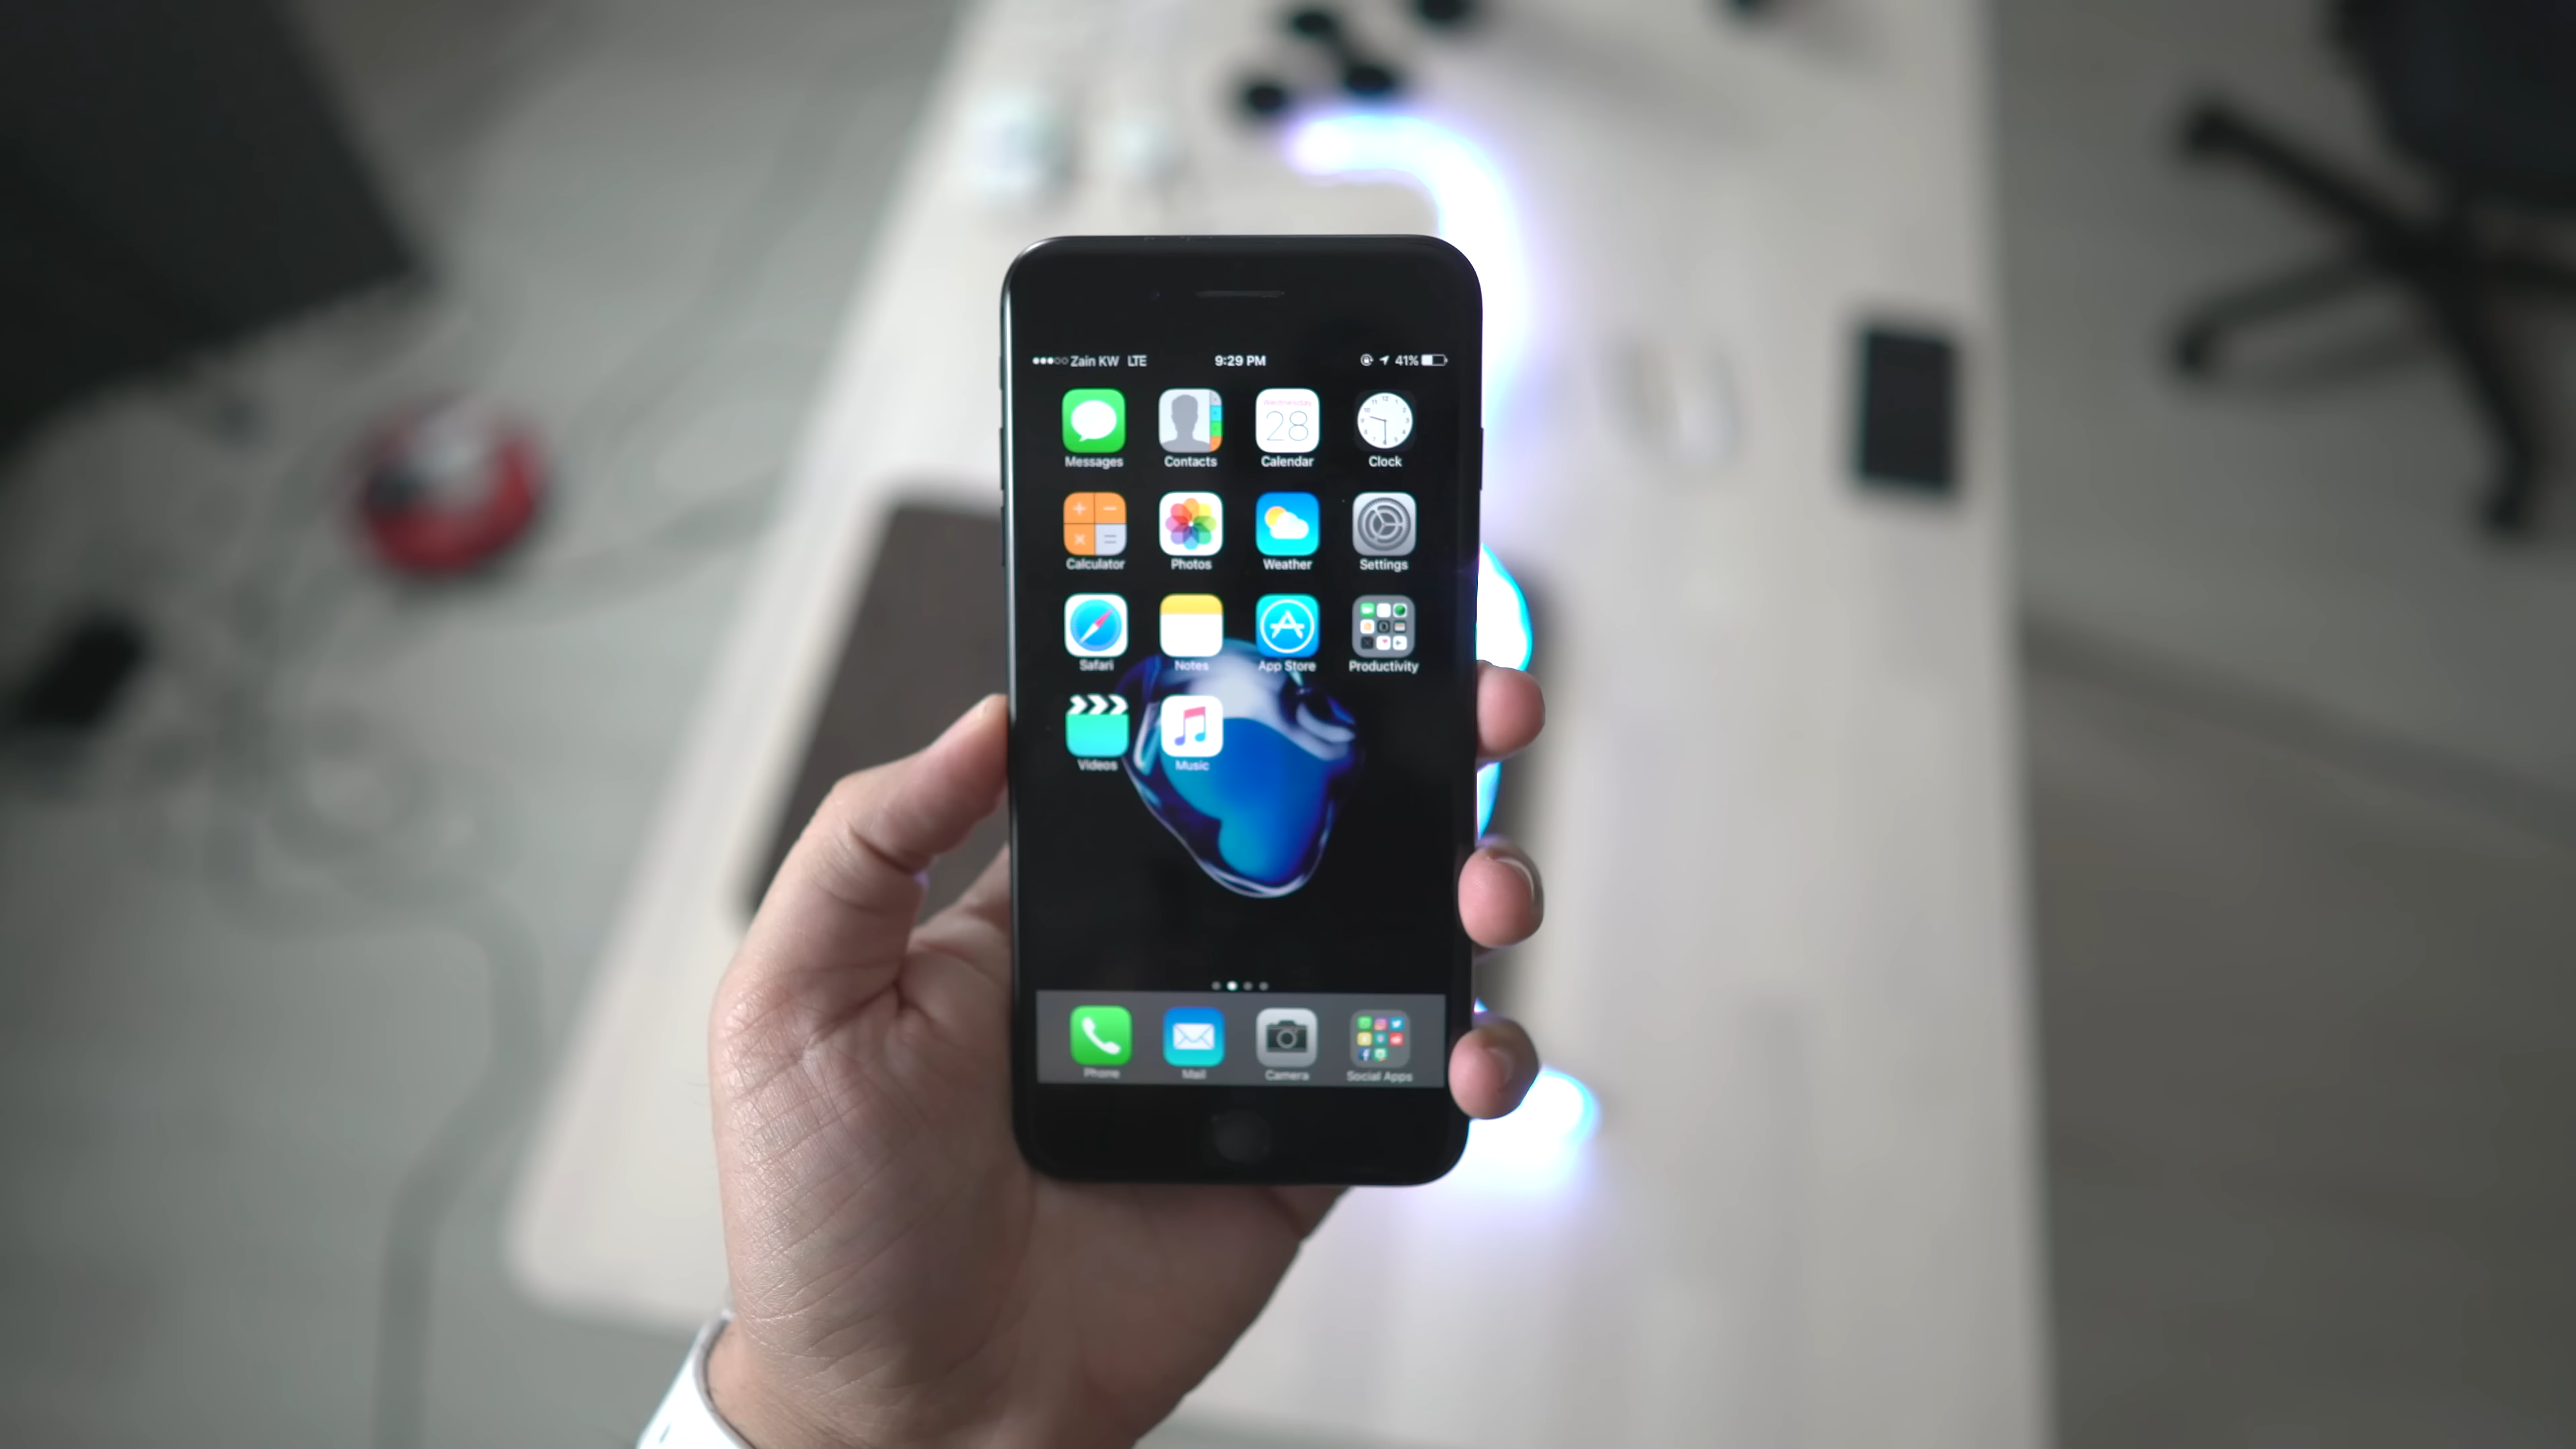 Zain KW LTE 9:29 PM 41%
Messages Contacts Calendar Clock
Wednesday
28
Calculator Photos Weather Settings
Safari Notes App Store Productivity
Videos Music
Phone Mail Camera Social Apps